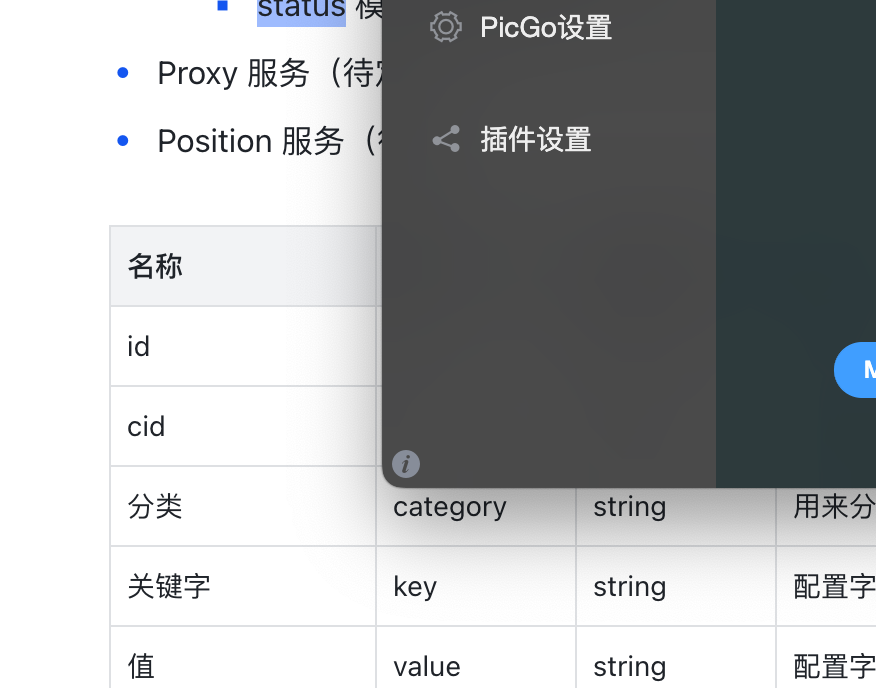 status
PicGo设置
Proxy 服务（待
插件设置
Position 服务（
名称
id
cid
分类 category string 用来分
关键字 key string 配置字
值 value string 配置字